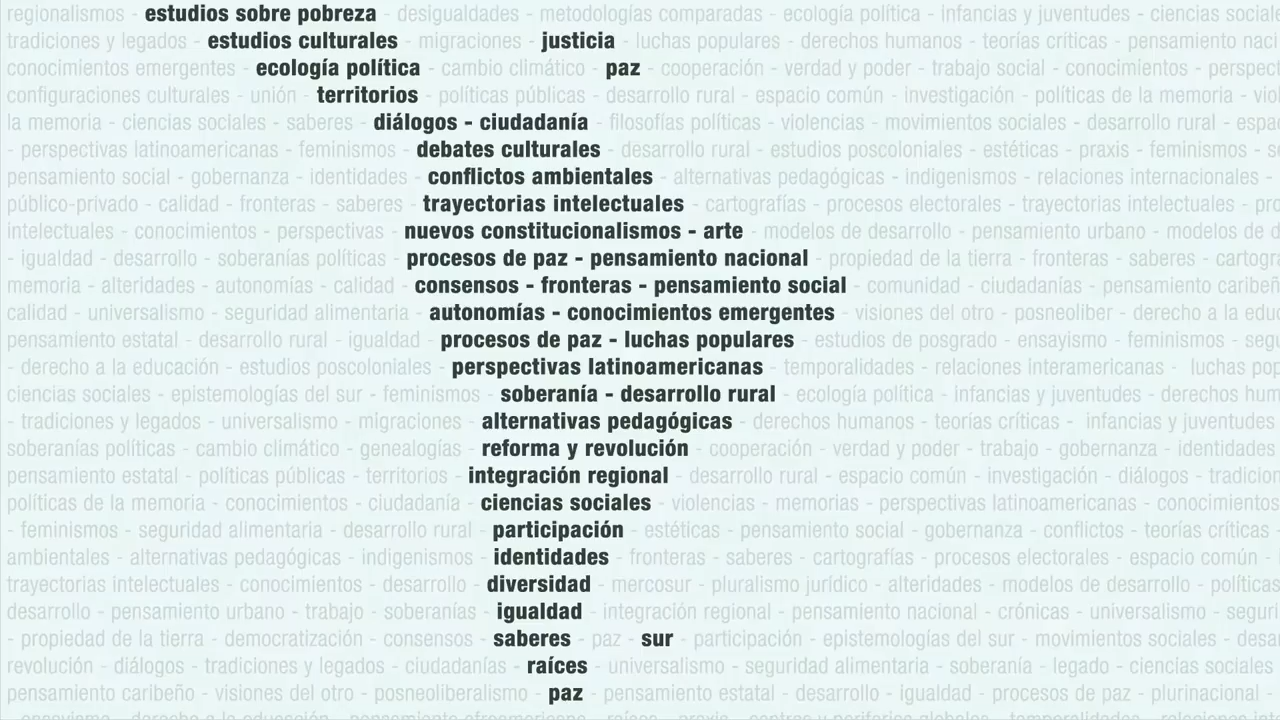 regionalismos - estudios sobre pobreza - desigualdades - metodologías comparadas - ecología política - infancias y juventudes - ciencias
tradiciones y legados - estudios culturales - migraciones - justicia - luchas populares - derechos humanos - teorías críticas - pensamiento
conocimientos emergentes - ecología política - cambio climático - paz - cooperación - verdad y poder - trabajo social - conocimientos -
configuraciones culturales - unión - territorios - políticas públicas - desarrollo rural - espacio común - investigación - políticas de la memoria -
la memoria - ciencias sociales - saberes - diálogos - ciudadanía - filosofías políticas - violencias - movimientos sociales - desarrollo rural -
- perspectivas latinoamericanas - feminismos - debates culturales - desarrollo rural - estudios poscoloniales - estéticas - praxis - feminismos -
pensamiento social - gobernanza - identidades - conflictos ambientales - alternativas pedagógicas - indigenismos - relaciones internacionales -
público-privado - calidad - fronteras - saberes - trayectorias intelectuales - cartografías - procesos electorales - trayectorias intelectuales -
intelectuales - conocimientos - perspectivas - nuevos constitucionalismos - arte - modelos de desarrollo - pensamiento urbano - modelos de
- igualdad - desarrollo - soberanías políticas - procesos de paz - pensamiento nacional - propiedad de la tierra - fronteras - saberes -
memoria - alteridades - autonomías - calidad - consensos - fronteras - pensamiento social - comunidad - ciudadanías - pensamiento
calidad - universalismo - seguridad alimentaria - autonomías - conocimientos emergentes - visiones del otro - posneoliber - derecho a la
pensamiento estatal - desarrollo rural - igualdad - procesos de paz - luchas populares - estudios de posgrado - ensayismo - feminismos -
- derecho a la educación - estudios poscoloniales - perspectivas latinoamericanas - temporalidades - relaciones interamericanas - luchas
ciencias sociales - epistemologías del sur - feminismos - soberanía - desarrollo rural - ecología política - infancias y juventudes - derechos
- tradiciones y legados - universalismo - migraciones - alternativas pedagógicas - derechos humanos - teorias críticas - infancias y juventudes
soberanías políticas - cambio climático - genealogías - reforma y revolución - cooperación - verdad y poder - trabajo - gobernanza - identidades
pensamiento estatal - políticas públicas - territorios - integración regional - desarrollo rural - espacio común - investigación - diálogos -
políticas de la memoria - conocimientos - ciudadanía - ciencias sociales - violencias - memorias - perspectivas latinoamericanas - conocimientos
- feminismos - seguridad alimentaria - desarrollo rural - participación - estéticas - pensamiento social - gobernanza - conflictos - teorías críticas -
ambientales - alternativas pedagógicas - indigenismos - identidades - fronteras - saberes - cartografías - procesos electorales - espacio común -
trayectorias intelectuales - conocimientos - desarrollo - diversidad - mercosur - pluralismo jurídico - alteridades - modelos de desarrollo - políticas
desarrollo - pensamiento urbano - trabajo - soberanías - igualdad - integración regional - pensamiento nacional - crónicas - universalismo -
- propiedad de la tierra - democratización - consensos - saberes - paz - sur - participación - epistemologías del sur - movimintos sociales -
revolución - diálogos - tradiciones y legados - ciudadanías - raíces - universalismo - seguridad alimentaria - soberanía - legado - ciencias sociales
pensamiento caribeño - visiones del otro - posneoliberalismo - paz - pensamiento estatal - desarrollo - igualdad - procesos de paz - plurinacional -